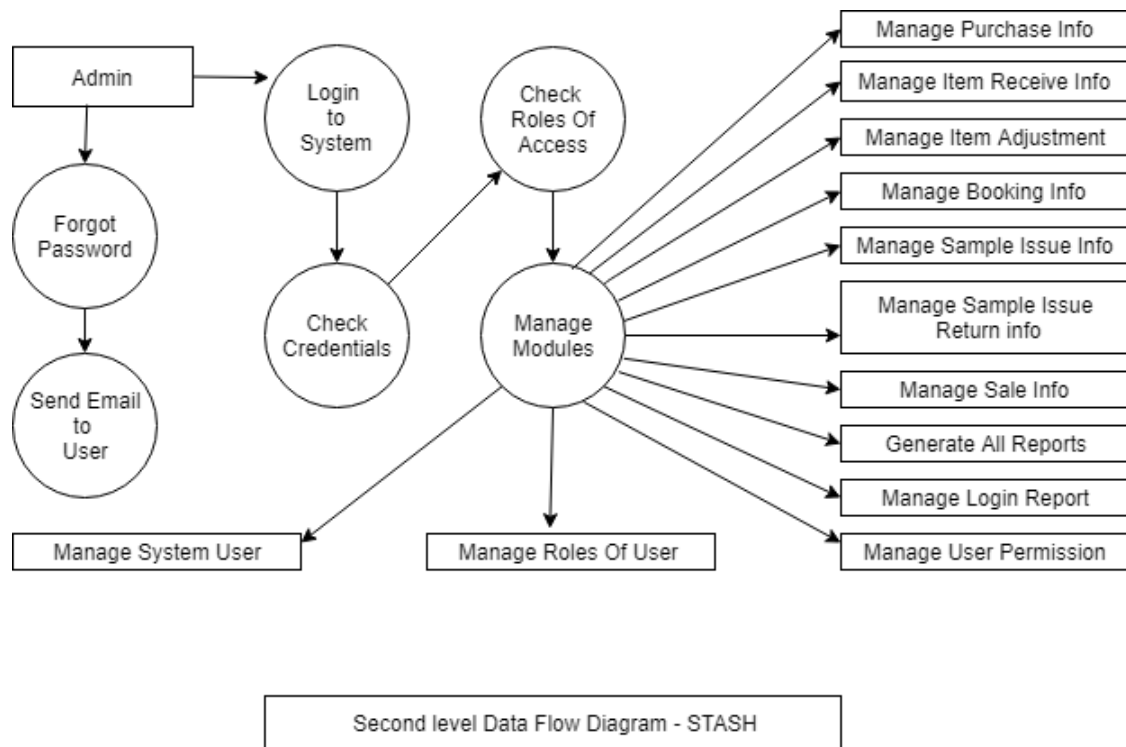 Admin
Login
to
System
Check
Roles Of
Access
Forgot
Password
Check
Credentials
Manage
Modules
Send Email
to
User
Manage Purchase Info
Manage Item Receive Info
Manage Item Adjustment
Manage Booking Info
Manage Sample Issue Info
Manage Sample Issue
Return info
Manage Sale Info
Generate All Reports
Manage Login Report
Manage User Permission
Manage System User
Manage Roles Of User
Second level Data Flow Diagram - STASH